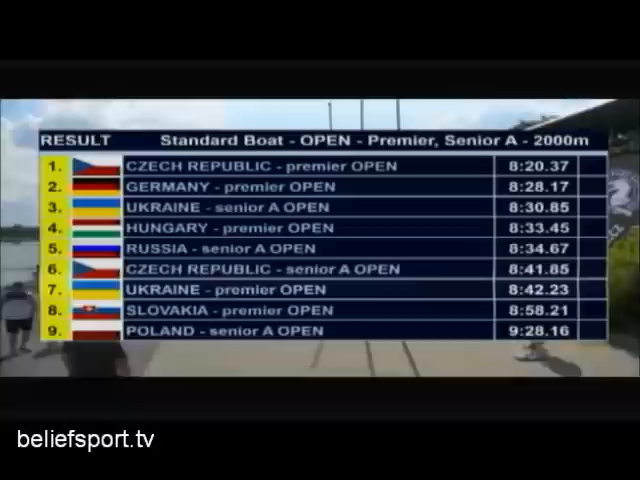 RESULT Standard Boat - OPEN - Premier, Senior A - 2000m
1. CZECH REPUBLIC - premier OPEN 8:20.37
2. GERMANY - premier OPEN 8:28.17
3. UKRAINE - senior A OPEN 8:30.85
4. HUNGARY - premier OPEN 8:33.45
5. RUSSIA - senior A OPEN 8:34.67
6. CZECH REPUBLIC - senior A OPEN 8:41.85
7. UKRAINE - premier OPEN 8:42.23
8. SLOVAKIA - premier OPEN 8:58.21
9. POLAND - senior A OPEN 9:28.16
beliefsport.tv